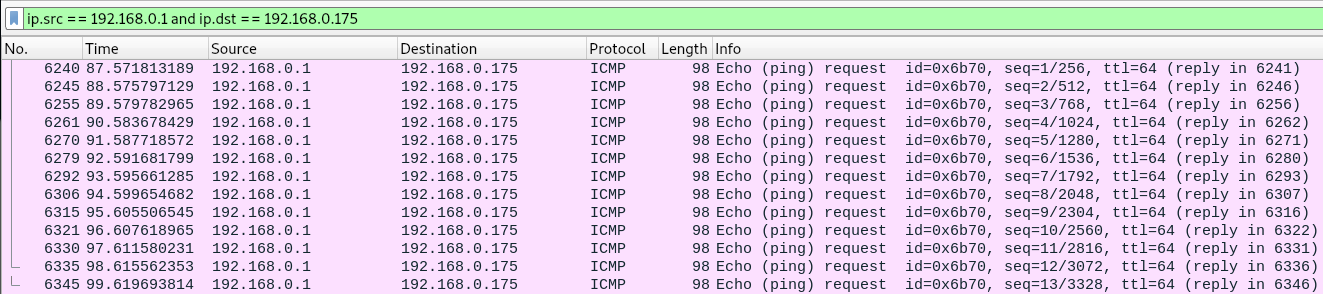 ip.src == 192.168.0.1 and ip.dst == 192.168.0.175
No. Time Source Destination Protocol Length Info
6240 87.571813189 192.168.0.1 192.168.0.175 ICMP 98 Echo (ping) request id=0x6b70, seq=1/256, ttl=64 (reply in 6241)
6245 88.575797129 192.168.0.1 192.168.0.175 ICMP 98 Echo (ping) request id=0x6b70, seq=2/512, ttl=64 (reply in 6246)
6255 89.579782965 192.168.0.1 192.168.0.175 ICMP 98 Echo (ping) request id=0x6b70, seq=3/768, ttl=64 (reply in 6256)
6261 90.583678429 192.168.0.1 192.168.0.175 ICMP 98 Echo (ping) request id=0x6b70, seq=4/1024, ttl=64 (reply in 6262)
6270 91.587718572 192.168.0.1 192.168.0.175 ICMP 98 Echo (ping) request id=0x6b70, seq=5/1280, ttl=64 (reply in 6271)
6279 92.591681799 192.168.0.1 192.168.0.175 ICMP 98 Echo (ping) request id=0x6b70, seq=6/1536, ttl=64 (reply in 6280)
6292 93.595661285 192.168.0.1 192.168.0.175 ICMP 98 Echo (ping) request id=0x6b70, seq=7/1792, ttl=64 (reply in 6293)
6306 94.599654682 192.168.0.1 192.168.0.175 ICMP 98 Echo (ping) request id=0x6b70, seq=8/2048, ttl=64 (reply in 6307)
6315 95.605506545 192.168.0.1 192.168.0.175 ICMP 98 Echo (ping) request id=0x6b70, seq=9/2304, ttl=64 (reply in 6316)
6321 96.607618965 192.168.0.1 192.168.0.175 ICMP 98 Echo (ping) request id=0x6b70, seq=10/2560, ttl=64 (reply in 6322)
6330 97.611580231 192.168.0.1 192.168.0.175 ICMP 98 Echo (ping) request id=0x6b70, seq=11/2816, ttl=64 (reply in 6331)
6335 98.615562353 192.168.0.1 192.168.0.175 ICMP 98 Echo (ping) request id=0x6b70, seq=12/3072, ttl=64 (reply in 6336)
6345 99.619693814 192.168.0.1 192.168.0.175 ICMP 98 Echo (ping) request id=0x6b70, seq=13/3328, ttl=64 (reply in 6346)